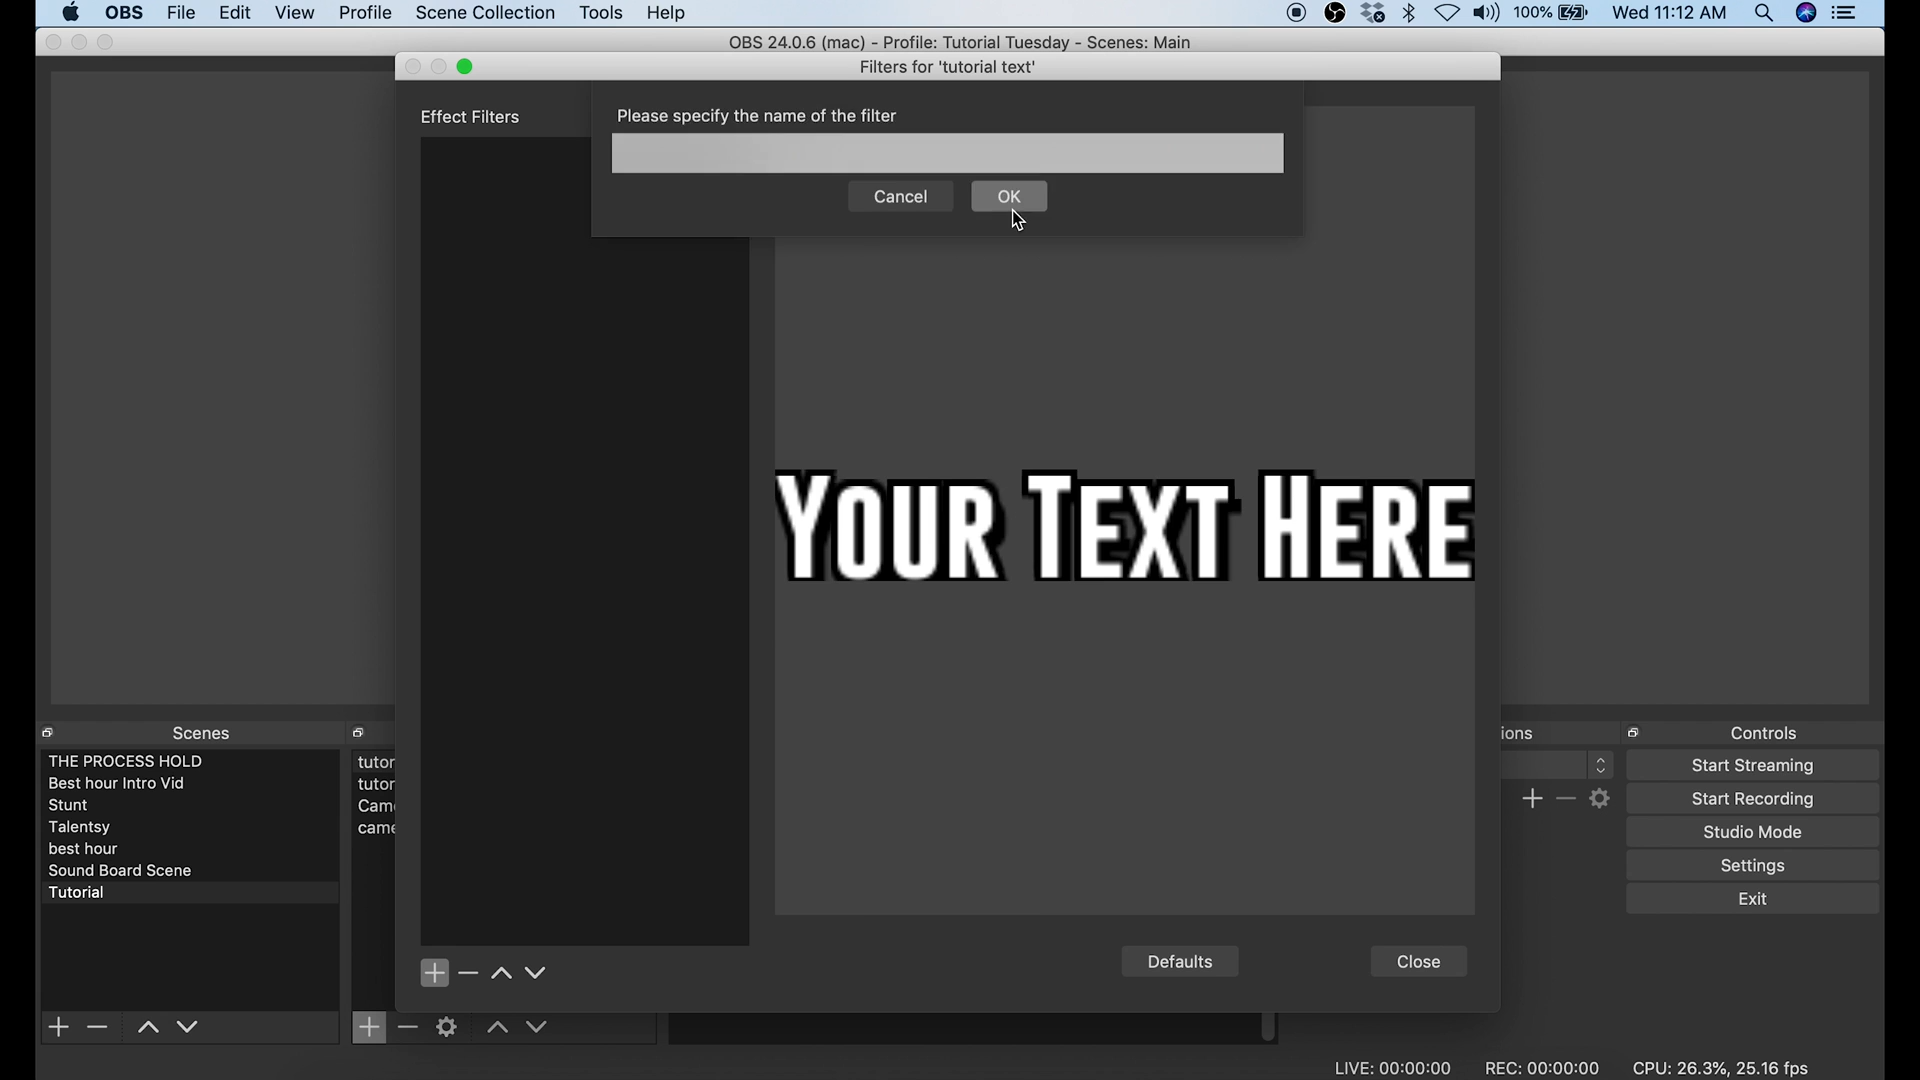 OBS File Edit View Profile Scene Collection Tools Help 100% Wed 11:12 AM
OBS 24.0.6 (mac) - Profile: Tutorial Tuesday - Scenes: Main
Filters for 'tutorial text'
Effect Filters
Please specify the name of the filter
Cancel OK
Your Text Here
Defaults Close
Scenes
THE PROCESS HOLD
Best hour Intro Vid
Stunt
Talentsy
best hour
Sound Board Scene
Tutorial
tutor
tutor
Came
came
ions
Controls
Start Streaming
Start Recording
Studio Mode
Settings
Exit
LIVE: 00:00:00 REC: 00:00:00 CPU: 26.3%, 25.16 fps